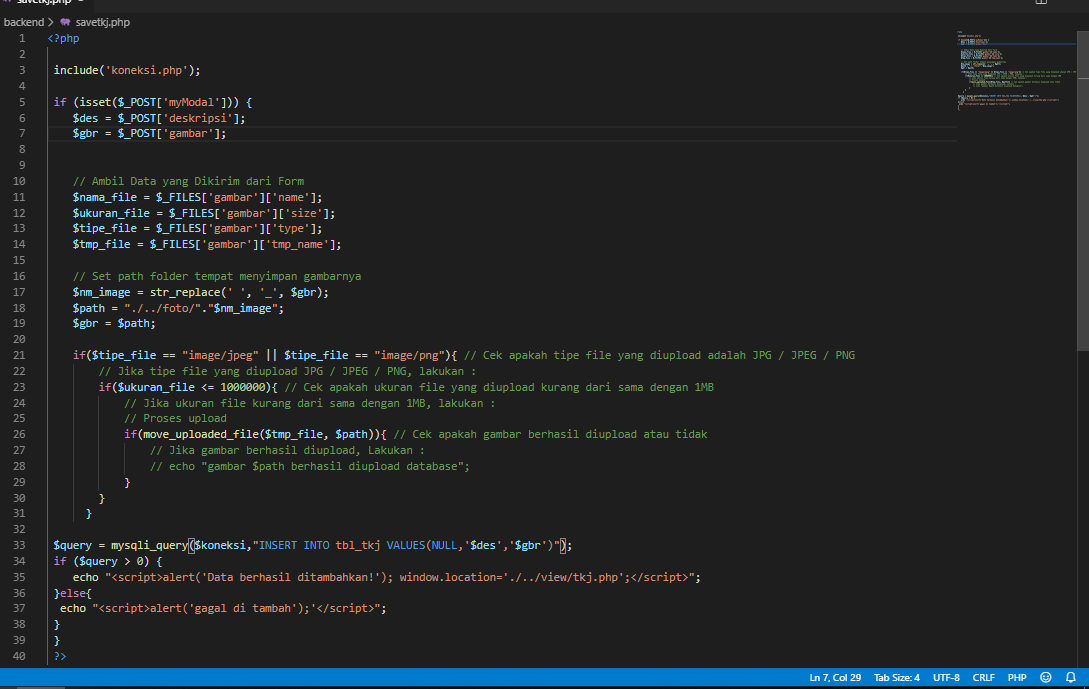 savetkj.php
backend > savetkj.php
1 <?php
2
3 include('koneksi.php');
4
5 if (isset($_POST['myModal'])) {
6 $des = $_POST['deskripsi'];
7 $gbr = $_POST['gambar'];
8
9
10 // Ambil Data yang Dikirim dari Form
11 $nama_file = $_FILES['gambar']['name'];
12 $ukuran_file = $_FILES['gambar']['size'];
13 $tipe_file = $_FILES['gambar']['type'];
14 $tmp_file = $_FILES['gambar']['tmp_name'];
15
16 // Set path folder tempat menyimpan gambarnya
17 $nm_image = str_replace(' ', '_', $gbr);
18 $path = "./../foto/"."$nm_image";
19 $gbr = $path;
20
21 if($tipe_file == "image/jpeg" || $tipe_file == "image/png"){ // Cek apakah tipe file yang diupload adalah JPG / JPEG / PNG
22 // Jika tipe file yang diupload JPG / JPEG / PNG, lakukan :
23 if($ukuran_file <= 1000000){ // Cek apakah ukuran file yang diupload kurang dari sama dengan 1MB
24 // Jika ukuran file kurang dari sama dengan 1MB, lakukan :
25 // Proses upload
26 if(move_uploaded_file($tmp_file, $path)){ // Cek apakah gambar berhasil diupload atau tidak
27 // Jika gambar berhasil diupload, Lakukan :
28 // echo "gambar $path berhasil diupload database";
29 }
30 }
31 }
32
33 $query = mysqli_query($koneksi,"INSERT INTO tbl_tkj VALUES(NULL,'$des','$gbr')");
34 if ($query > 0) {
35 echo "<script>alert('Data berhasil ditambahkan!'); window.location='./../view/tkj.php';</script>";
36 }else{
37 echo "<script>alert('gagal di tambah');'</script>";
38 }
39 }
40 ?>
Ln 7, Col 29 Tab Size: 4 UTF-8 CRLF PHP